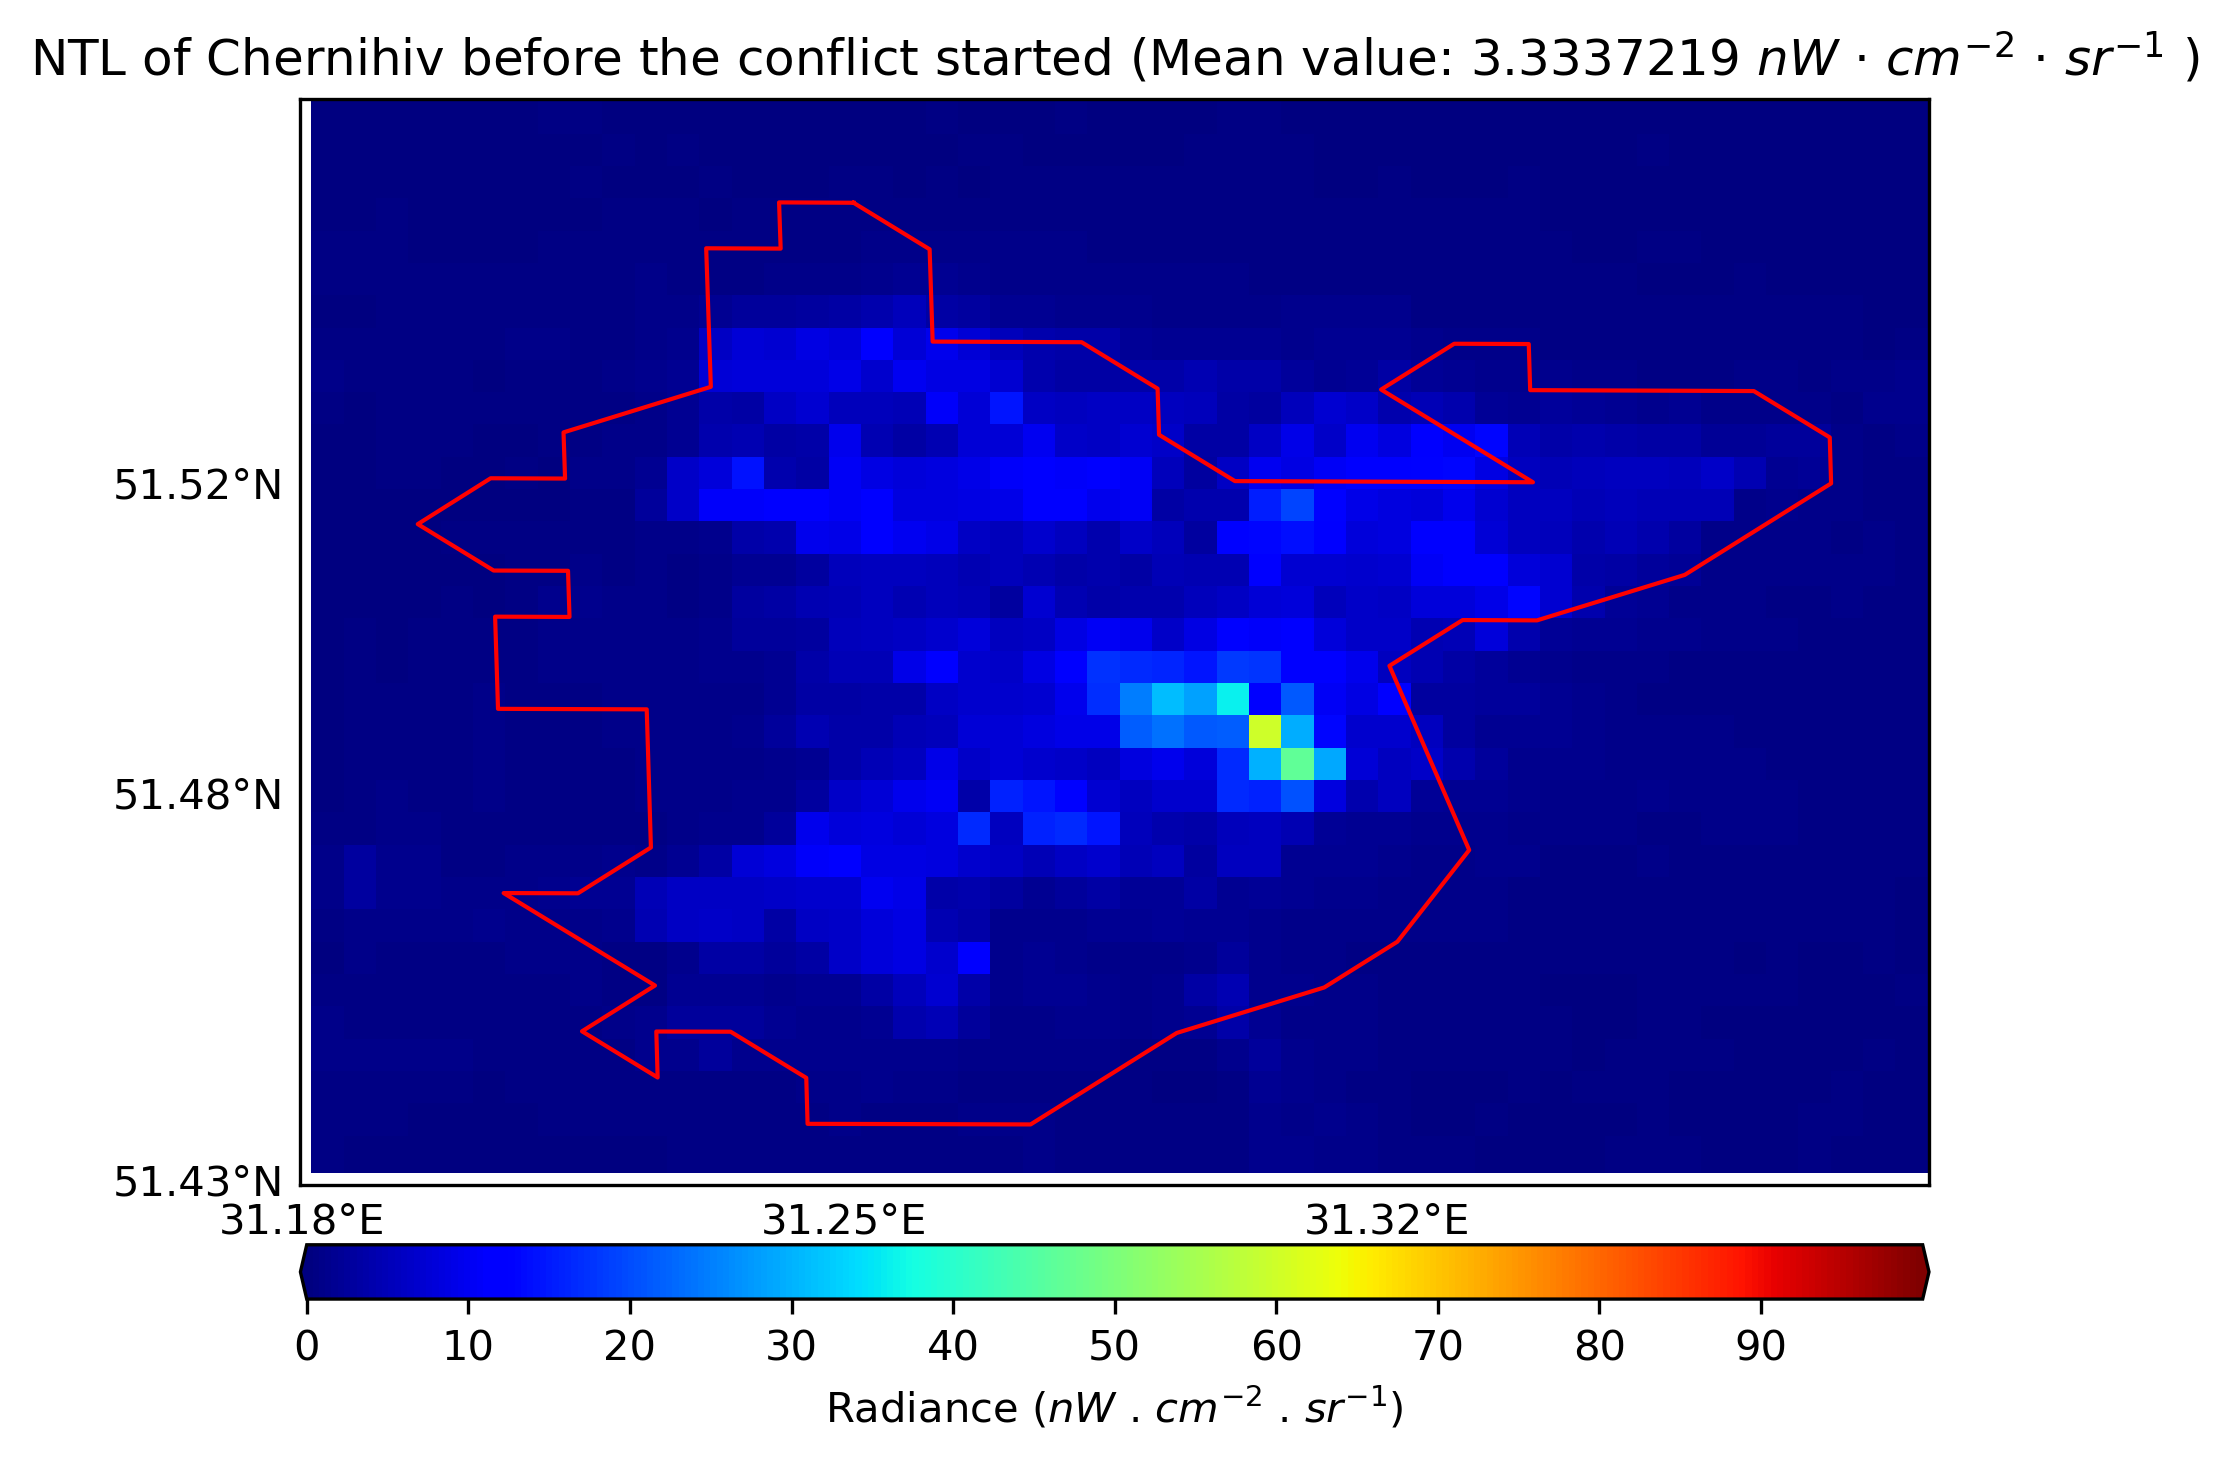 NTL of Chernihiv before the conflict started (Mean value: 3.3337219 nW · cm⁻² · sr⁻¹ )
51.52°N
51.48°N
51.43°N
31.18°E 31.25°E 31.32°E
0 10 20 30 40 50 60 70 80 90
Radiance (nW . cm⁻² . sr⁻¹)